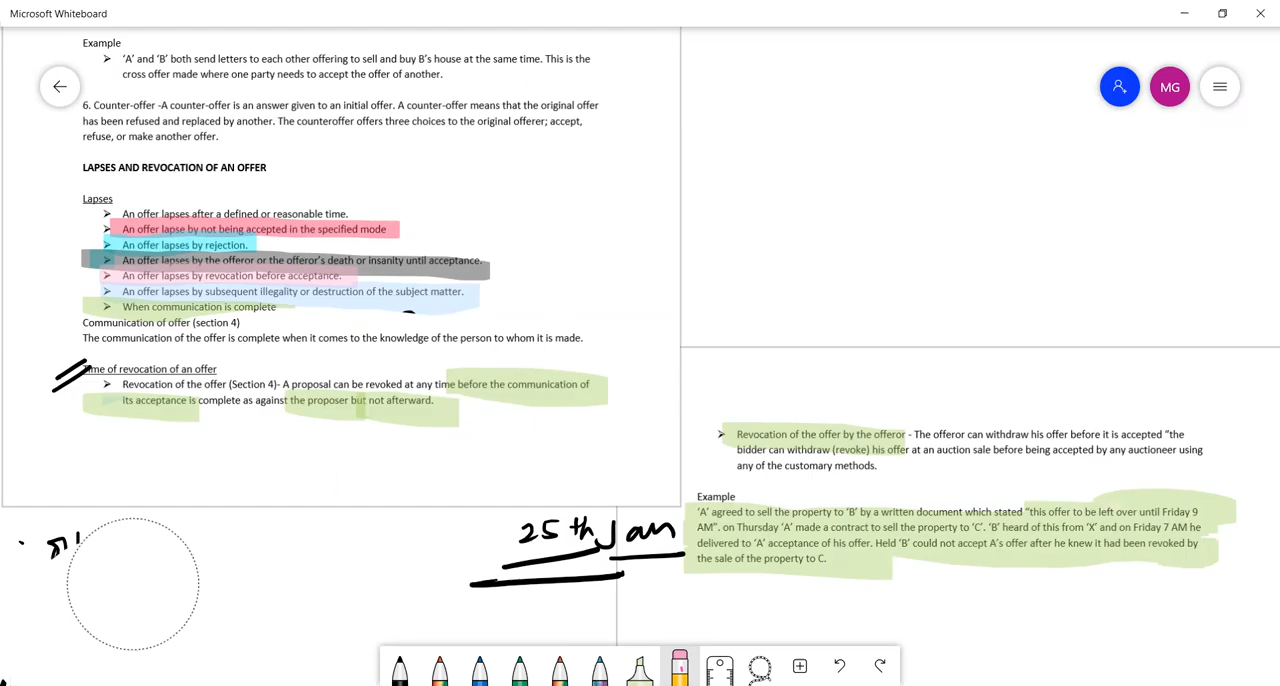 Microsoft Whiteboard
MG
Example
➤ ‘A’ and ‘B’ both send letters to each other offering to sell and buy B’s house at the same time. This is the
cross offer made where one party needs to accept the offer of another.
6. Counter-offer -A counter-offer is an answer given to an initial offer. A counter-offer means that the original offer
has been refused and replaced by another. The counteroffer offers three choices to the original offerer; accept,
refuse, or make another offer.
LAPSES AND REVOCATION OF AN OFFER
Lapses
➤ An offer lapses after a defined or reasonable time.
➤ An offer lapse by not being accepted in the specified mode
➤ An offer lapses by rejection.
➤ An offer lapses by the offeror or the offeror’s death or insanity until acceptance.
➤ An offer lapses by revocation before acceptance.
➤ An offer lapses by subsequent illegality or destruction of the subject matter.
➤ When communication is complete
Communication of offer (section 4)
The communication of the offer is complete when it comes to the knowledge of the person to whom it is made.
Time of revocation of an offer
➤ Revocation of the offer (Section 4)- A proposal can be revoked at any time before the communication of
its acceptance is complete as against the proposer but not afterward.
➤ Revocation of the offer by the offeror - The offeror can withdraw his offer before it is accepted “the
bidder can withdraw (revoke) his offer at an auction sale before being accepted by any auctioneer using
any of the customary methods.
Example
‘A’ agreed to sell the property to ‘B’ by a written document which stated “this offer to be left over until Friday 9
AM”. on Thursday ‘A’ made a contract to sell the property to ‘C’. ‘B’ heard of this from ‘X’ and on Friday 7 AM he
delivered to ‘A’ acceptance of his offer. Held ‘B’ could not accept A’s offer after he knew it had been revoked by
the sale of the property to C.
25th Jan